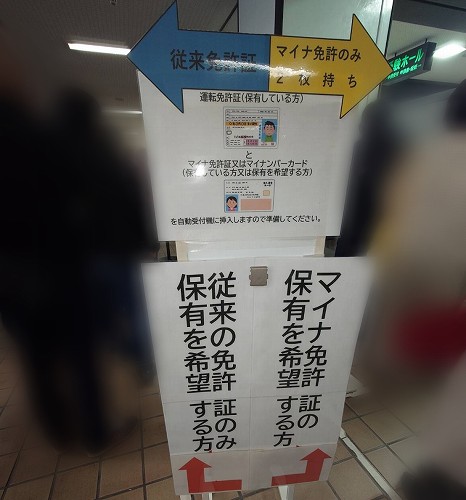 従来免許証
マイナ免許のみ
2枚持ち
運転免許証(保有している方)
と
マイナ免許証又はマイナンバーカード
(保有している方又は保有を希望する方)
を自動受付機に挿入しますので準備してください。
マイナ免許証の
保有を希望する方
従来の免許証のみ
保有を希望する方